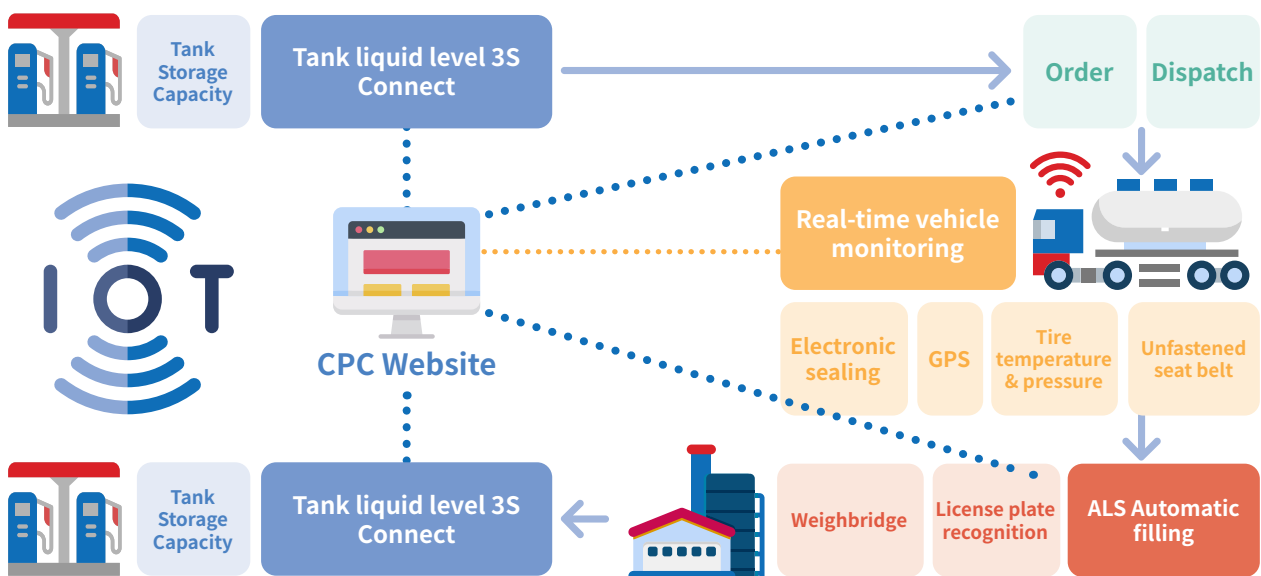 Tank
Storage
Capacity
Tank liquid level 3S
Connect
Order
Dispatch
IOT
CPC Website
Real-time vehicle
monitoring
Electronic
sealing
GPS
Tire
temperature
& pressure
Unfastened
seat belt
Tank
Storage
Capacity
Tank liquid level 3S
Connect
Weighbridge
License plate
recognition
ALS Automatic
filling